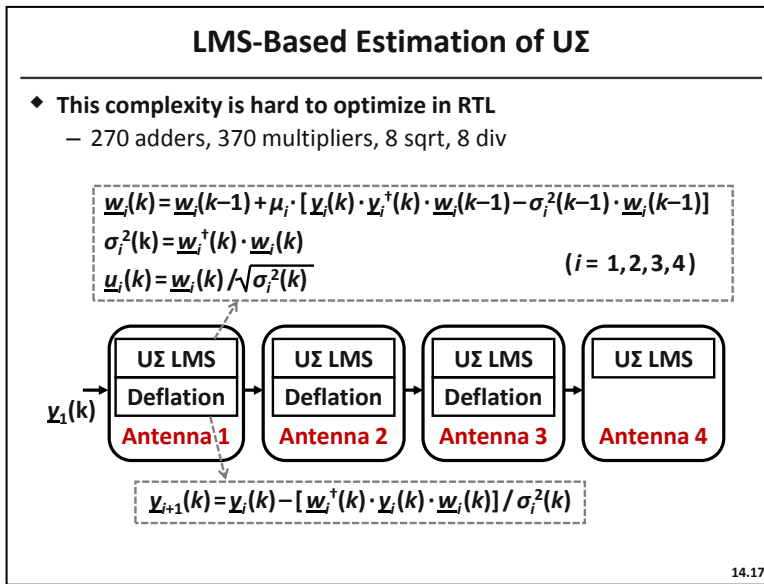 LMS-Based Estimation of UΣ
◆ This complexity is hard to optimize in RTL
– 270 adders, 370 multipliers, 8 sqrt, 8 div
w_i(k) = w_i(k–1) + μ_i · [y_i(k) · y_i†(k) · w_i(k–1) – σ_i²(k–1) · w_i(k–1)]
σ_i²(k) = w_i†(k) · w_i(k)
u_i(k) = w_i(k) / √σ_i²(k)
(i = 1,2,3,4)
UΣ LMS UΣ LMS UΣ LMS UΣ LMS
Deflation Deflation Deflation
y_1(k)
Antenna 1 Antenna 2 Antenna 3 Antenna 4
y_{i+1}(k) = y_i(k) – [w_i†(k) · y_i(k) · w_i(k)] / σ_i²(k)
14.17